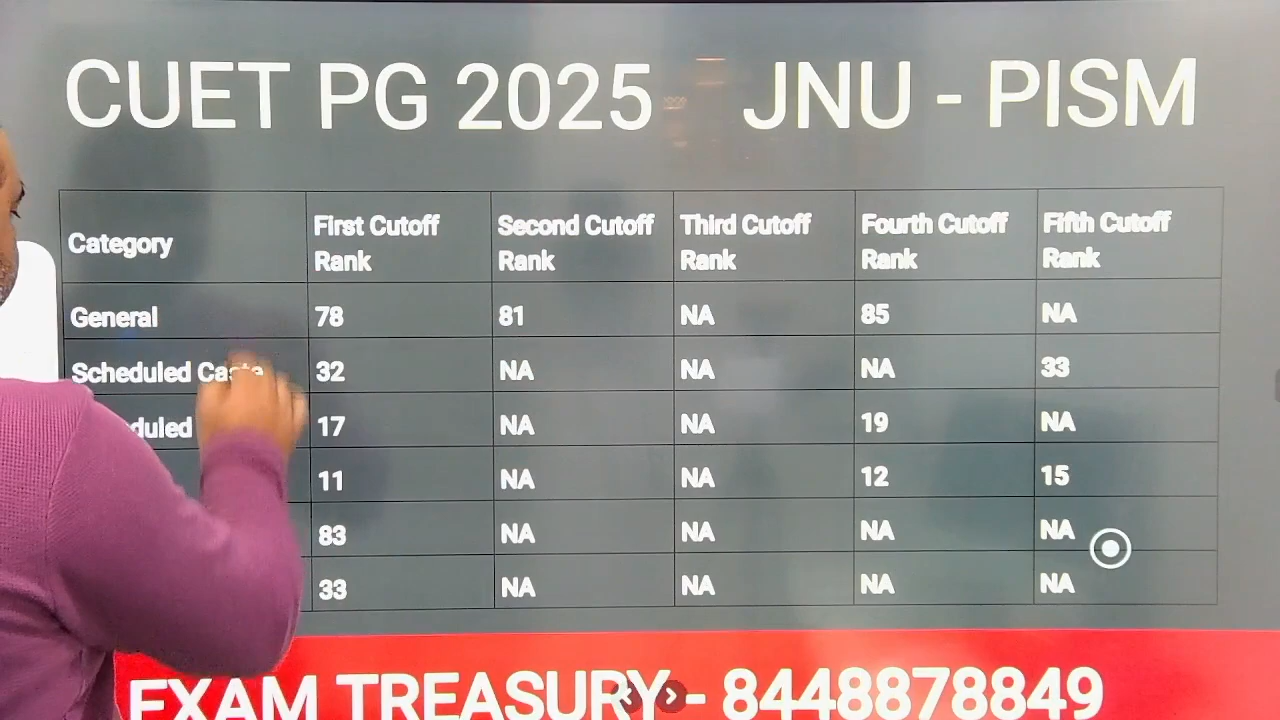 CUET PG 2025 JNU - PISM
Category First Cutoff Rank Second Cutoff Rank Third Cutoff Rank Fourth Cutoff Rank Fifth Cutoff Rank
General 78 81 NA 85 NA
Scheduled 32 NA NA NA 33
17 NA NA 19 NA
11 NA NA 12 15
83 NA NA NA NA
33 NA NA NA NA
EXAM TREASURY - 8448878849